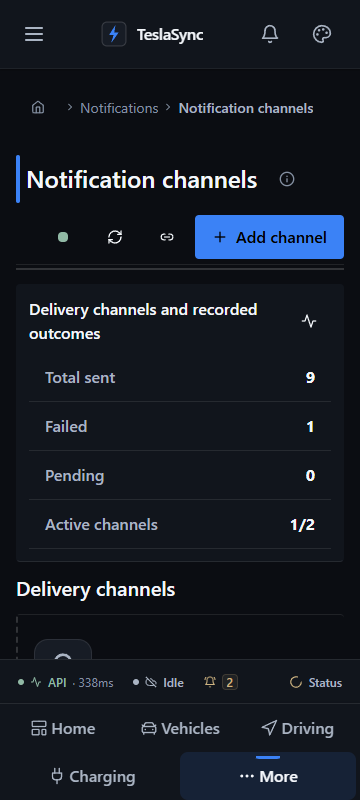 TeslaSync
Notifications
Notification channels
Notification channels
Add channel
Delivery channels and recorded
outcomes
Total sent 9
Failed 1
Pending 0
Active channels 1/2
Delivery channels
API · 338ms Idle 2 Status
Home Vehicles Driving
Charging More